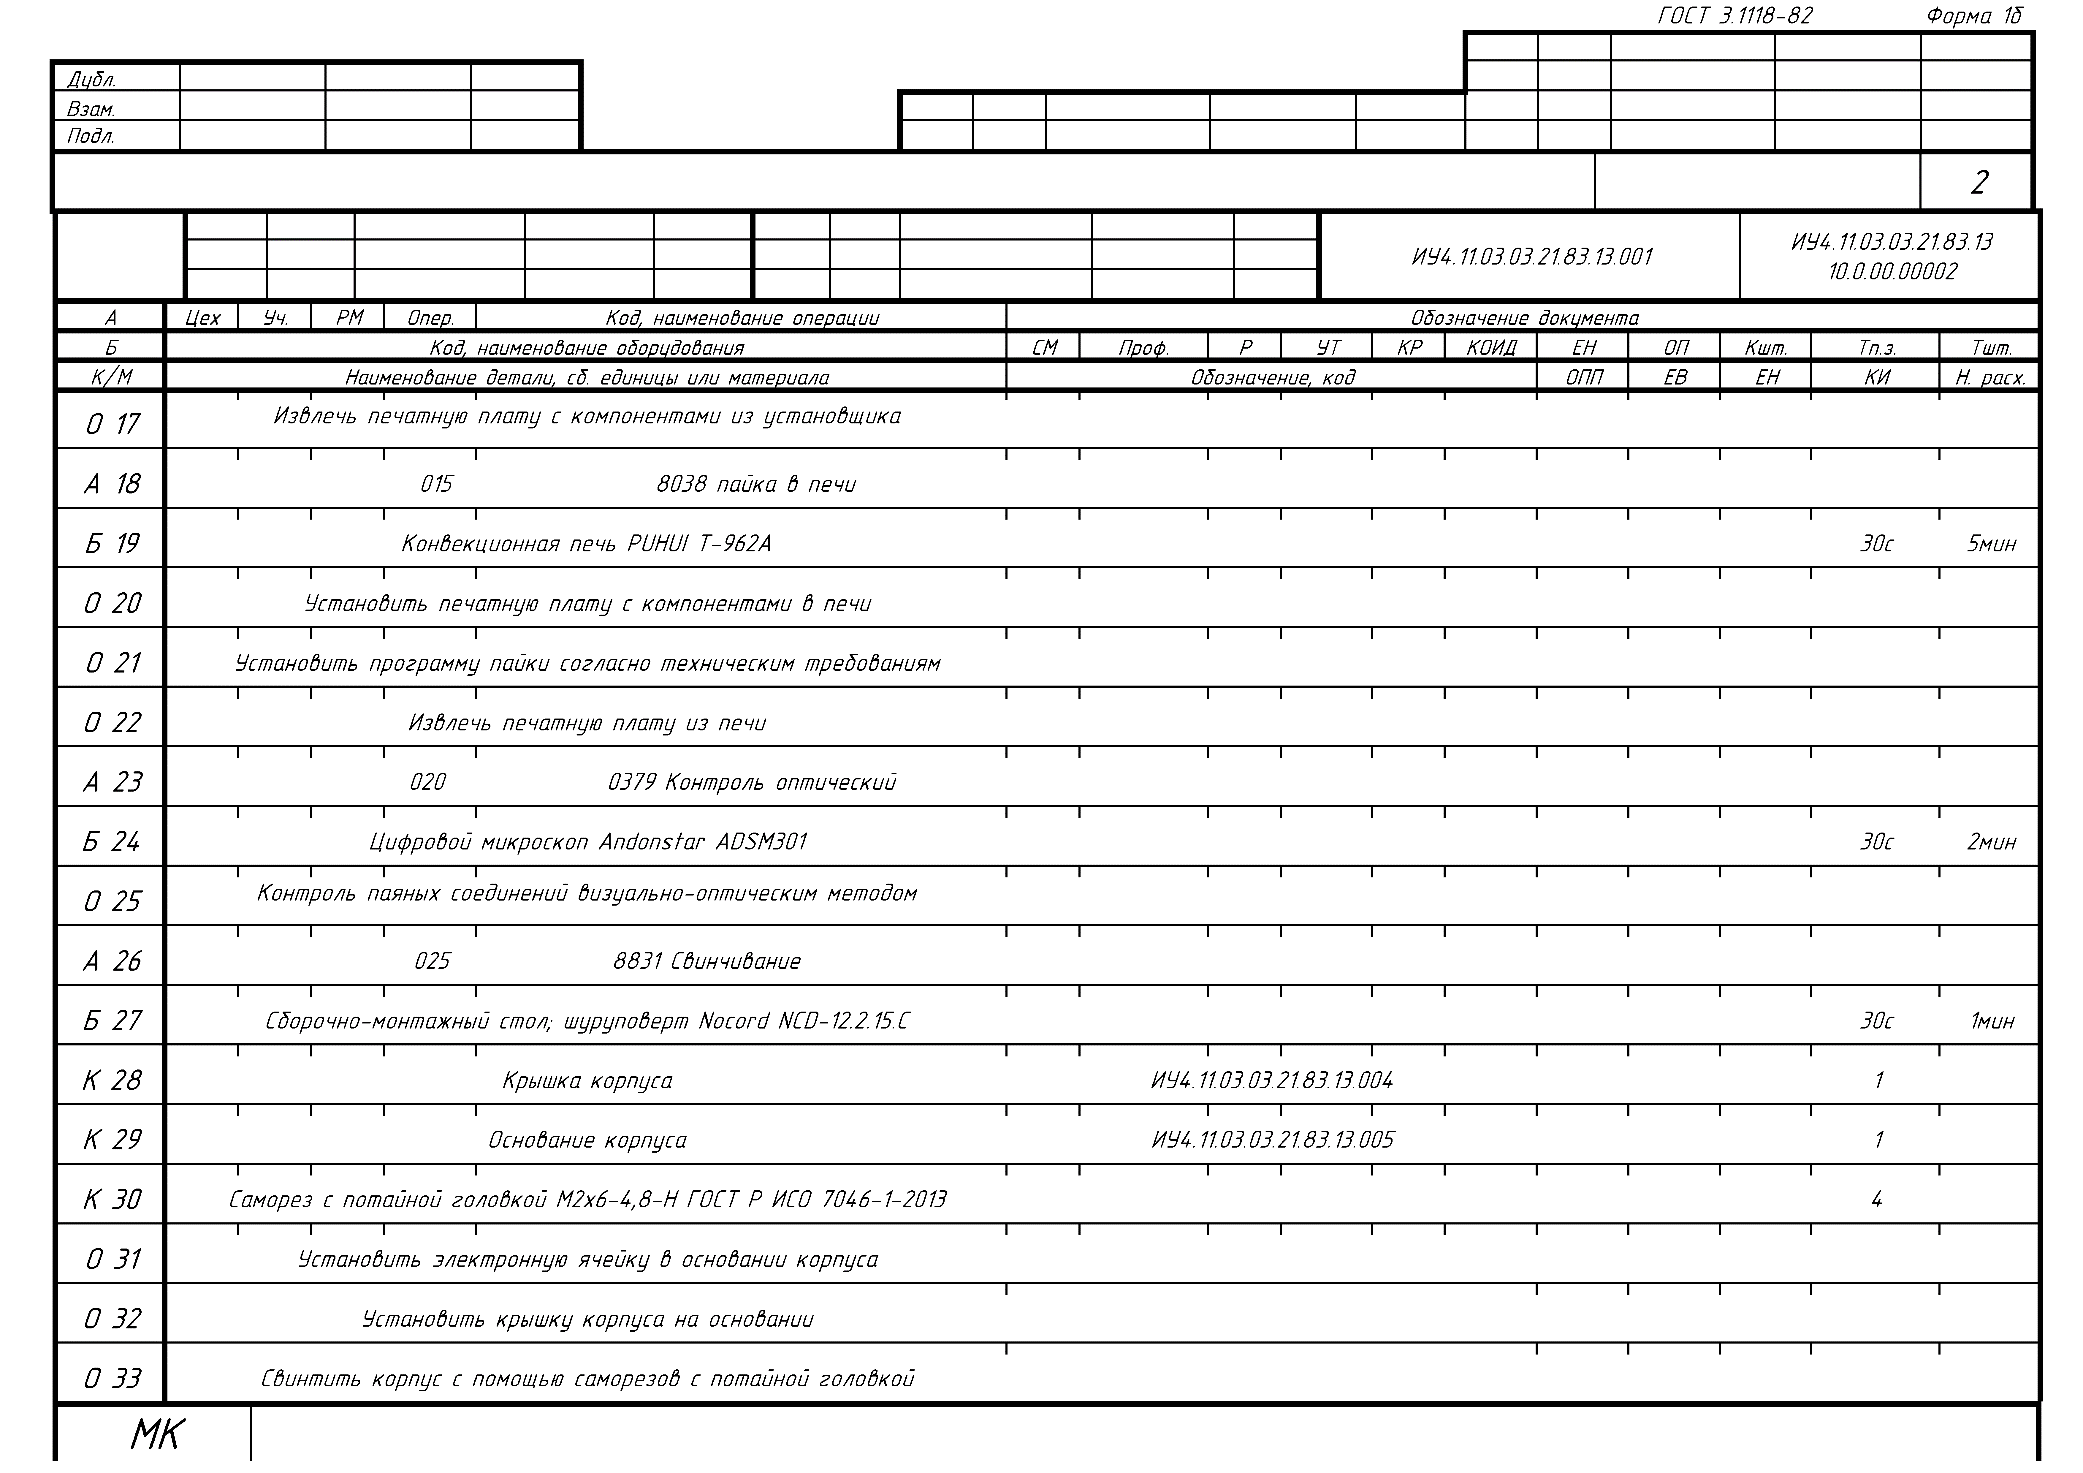 ГОСТ 3.1118-82 Форма 1б
Дубл.
Взам.
Подл.
2
ИУ4.11.03.03.21.83.13.001
ИУ4.11.03.03.21.83.13
10.0.00.00002
А Цех Уч. РМ Опер. Код, наименование операции Обозначение документа
Б Код, наименование оборудования СМ Проф. Р УТ КР КОИД ЕН ОП Кшт. Тп.з. Тшт.
К/М Наименование детали, сб. единицы или материала Обозначение, код ОПП ЕВ ЕН КИ Н. расх.
О 17 Извлечь печатную плату с компонентами из установщика
А 18 015 8038 пайка в печи
Б 19 Конвекционная печь PUHUI T-962A 30с 5мин
О 20 Установить печатную плату с компонентами в печи
О 21 Установить программу пайки согласно техническим требованиям
О 22 Извлечь печатную плату из печи
А 23 020 0379 Контроль оптический
Б 24 Цифровой микроскоп Andonstar ADSM301 30с 2мин
О 25 Контроль паяных соединений визуально-оптическим методом
А 26 025 8831 Свинчивание
Б 27 Сборочно-монтажный стол; шуруповерт Nocord NCD-12.2.15.C 30с 1мин
К 28 Крышка корпуса ИУ4.11.03.03.21.83.13.004 1
К 29 Основание корпуса ИУ4.11.03.03.21.83.13.005 1
К 30 Саморез с потайной головкой М2х6-4,8-Н ГОСТ Р ИСО 7046-1-2013 4
О 31 Установить электронную ячейку в основании корпуса
О 32 Установить крышку корпуса на основании
О 33 Свинтить корпус с помощью саморезов с потайной головкой
МК